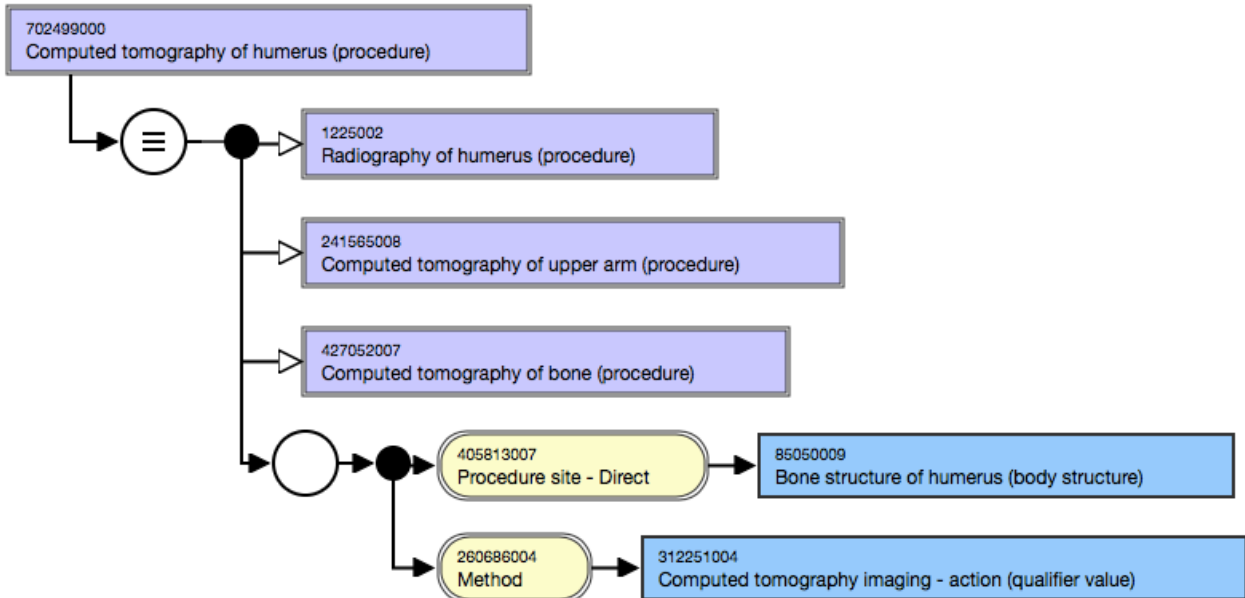 702499000
Computed tomography of humerus (procedure)
1225002
Radiography of humerus (procedure)
241565008
Computed tomography of upper arm (procedure)
427052007
Computed tomography of bone (procedure)
405813007
Procedure site - Direct
85050009
Bone structure of humerus (body structure)
260686004
Method
312251004
Computed tomography imaging - action (qualifier value)